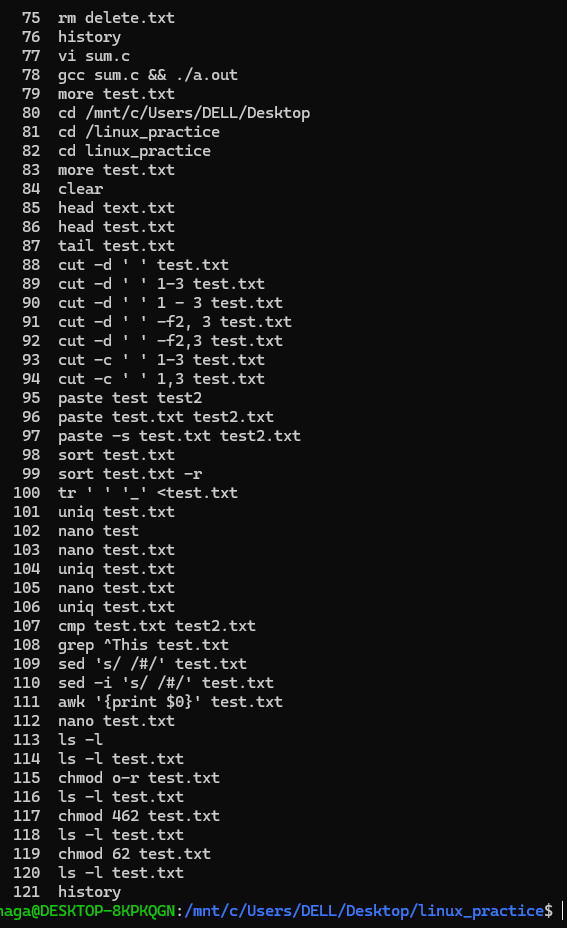 75 rm delete.txt
76 history
77 vi sum.c
78 gcc sum.c && ./a.out
79 more test.txt
80 cd /mnt/c/Users/DELL/Desktop
81 cd /linux_practice
82 cd linux_practice
83 more test.txt
84 clear
85 head text.txt
86 head test.txt
87 tail test.txt
88 cut -d ' ' test.txt
89 cut -d ' ' 1-3 test.txt
90 cut -d ' ' 1 - 3 test.txt
91 cut -d ' ' -f2, 3 test.txt
92 cut -d ' ' -f2,3 test.txt
93 cut -c ' ' 1-3 test.txt
94 cut -c ' ' 1,3 test.txt
95 paste test test2
96 paste test.txt test2.txt
97 paste -s test.txt test2.txt
98 sort test.txt
99 sort test.txt -r
100 tr ' ' '_' <test.txt
101 uniq test.txt
102 nano test
103 nano test.txt
104 uniq test.txt
105 nano test.txt
106 uniq test.txt
107 cmp test.txt test2.txt
108 grep ^This test.txt
109 sed 's/ /#/' test.txt
110 sed -i 's/ /#/' test.txt
111 awk '{print $0}' test.txt
112 nano test.txt
113 ls -l
114 ls -l test.txt
115 chmod o-r test.txt
116 ls -l test.txt
117 chmod 462 test.txt
118 ls -l test.txt
119 chmod 62 test.txt
120 ls -l test.txt
121 history
naga@DESKTOP-8KPKQGN:/mnt/c/Users/DELL/Desktop/linux_practice$